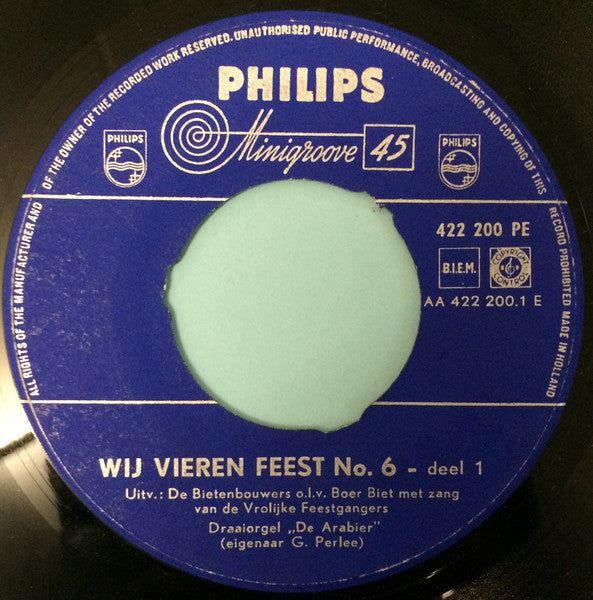 ALL RIGHTS OF THE MANUFACTURER AND OF THE OWNER OF THE RECORDED WORK RESERVED. UNAUTHORISED PUBLIC PERFORMANCE, BROADCASTING AND COPYING OF THIS RECORD PROHIBITED MADE IN HOLLAND
PHILIPS
PHILIPS
Minigroove 45
PHILIPS
422 200 PE
B.I.E.M.
COPYRIGHT CONTROL
AA 422 200.1 E
WIJ VIEREN FEEST No. 6 - deel 1
Uitv.: De Bietenbouwers o.l.v. Boer Biet met zang
van de Vrolijke Feestgangers
Draaiorgel „De Arabier"
(eigenaar G. Perlee)